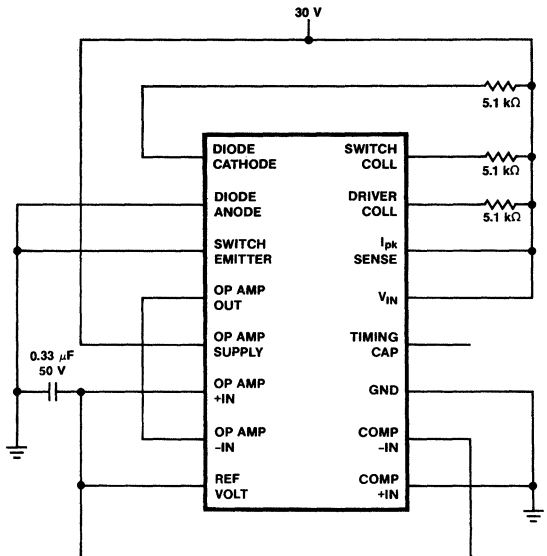 30 V
5.1 kΩ
DIODE
CATHODE
SWITCH
COLL
5.1 kΩ
DIODE
ANODE
DRIVER
COLL
5.1 kΩ
SWITCH
EMITTER
Ipk
SENSE
OP AMP
OUT
VIN
0.33 μF
50 V
OP AMP
SUPPLY
TIMING
CAP
OP AMP
+IN
GND
OP AMP
–IN
COMP
–IN
REF
VOLT
COMP
+IN